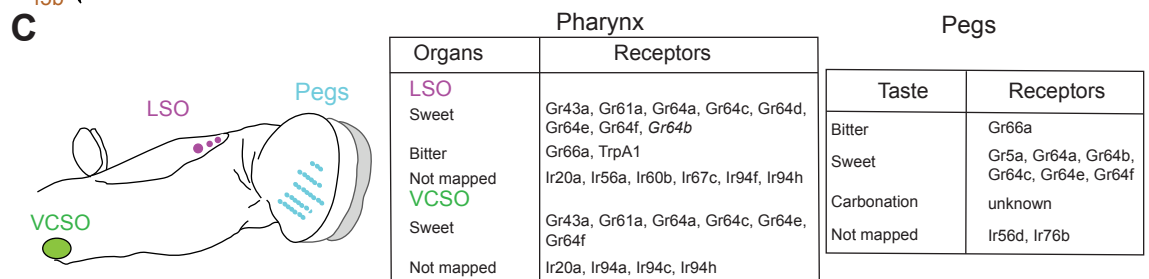 15b
C
Pharynx
Pegs
Organs Receptors
LSO
Sweet Gr43a, Gr61a, Gr64a, Gr64c, Gr64d,
Gr64e, Gr64f, Gr64b
Bitter Gr66a, TrpA1
Not mapped Ir20a, Ir56a, Ir60b, Ir67c, Ir94f, Ir94h
VCSO
Sweet Gr43a, Gr61a, Gr64a, Gr64c, Gr64e,
Gr64f
Not mapped Ir20a, Ir94a, Ir94c, Ir94h
Taste Receptors
Bitter Gr66a
Sweet Gr5a, Gr64a, Gr64b,
Gr64c, Gr64e, Gr64f
Carbonation unknown
Not mapped Ir56d, Ir76b
LSO
Pegs
VCSO